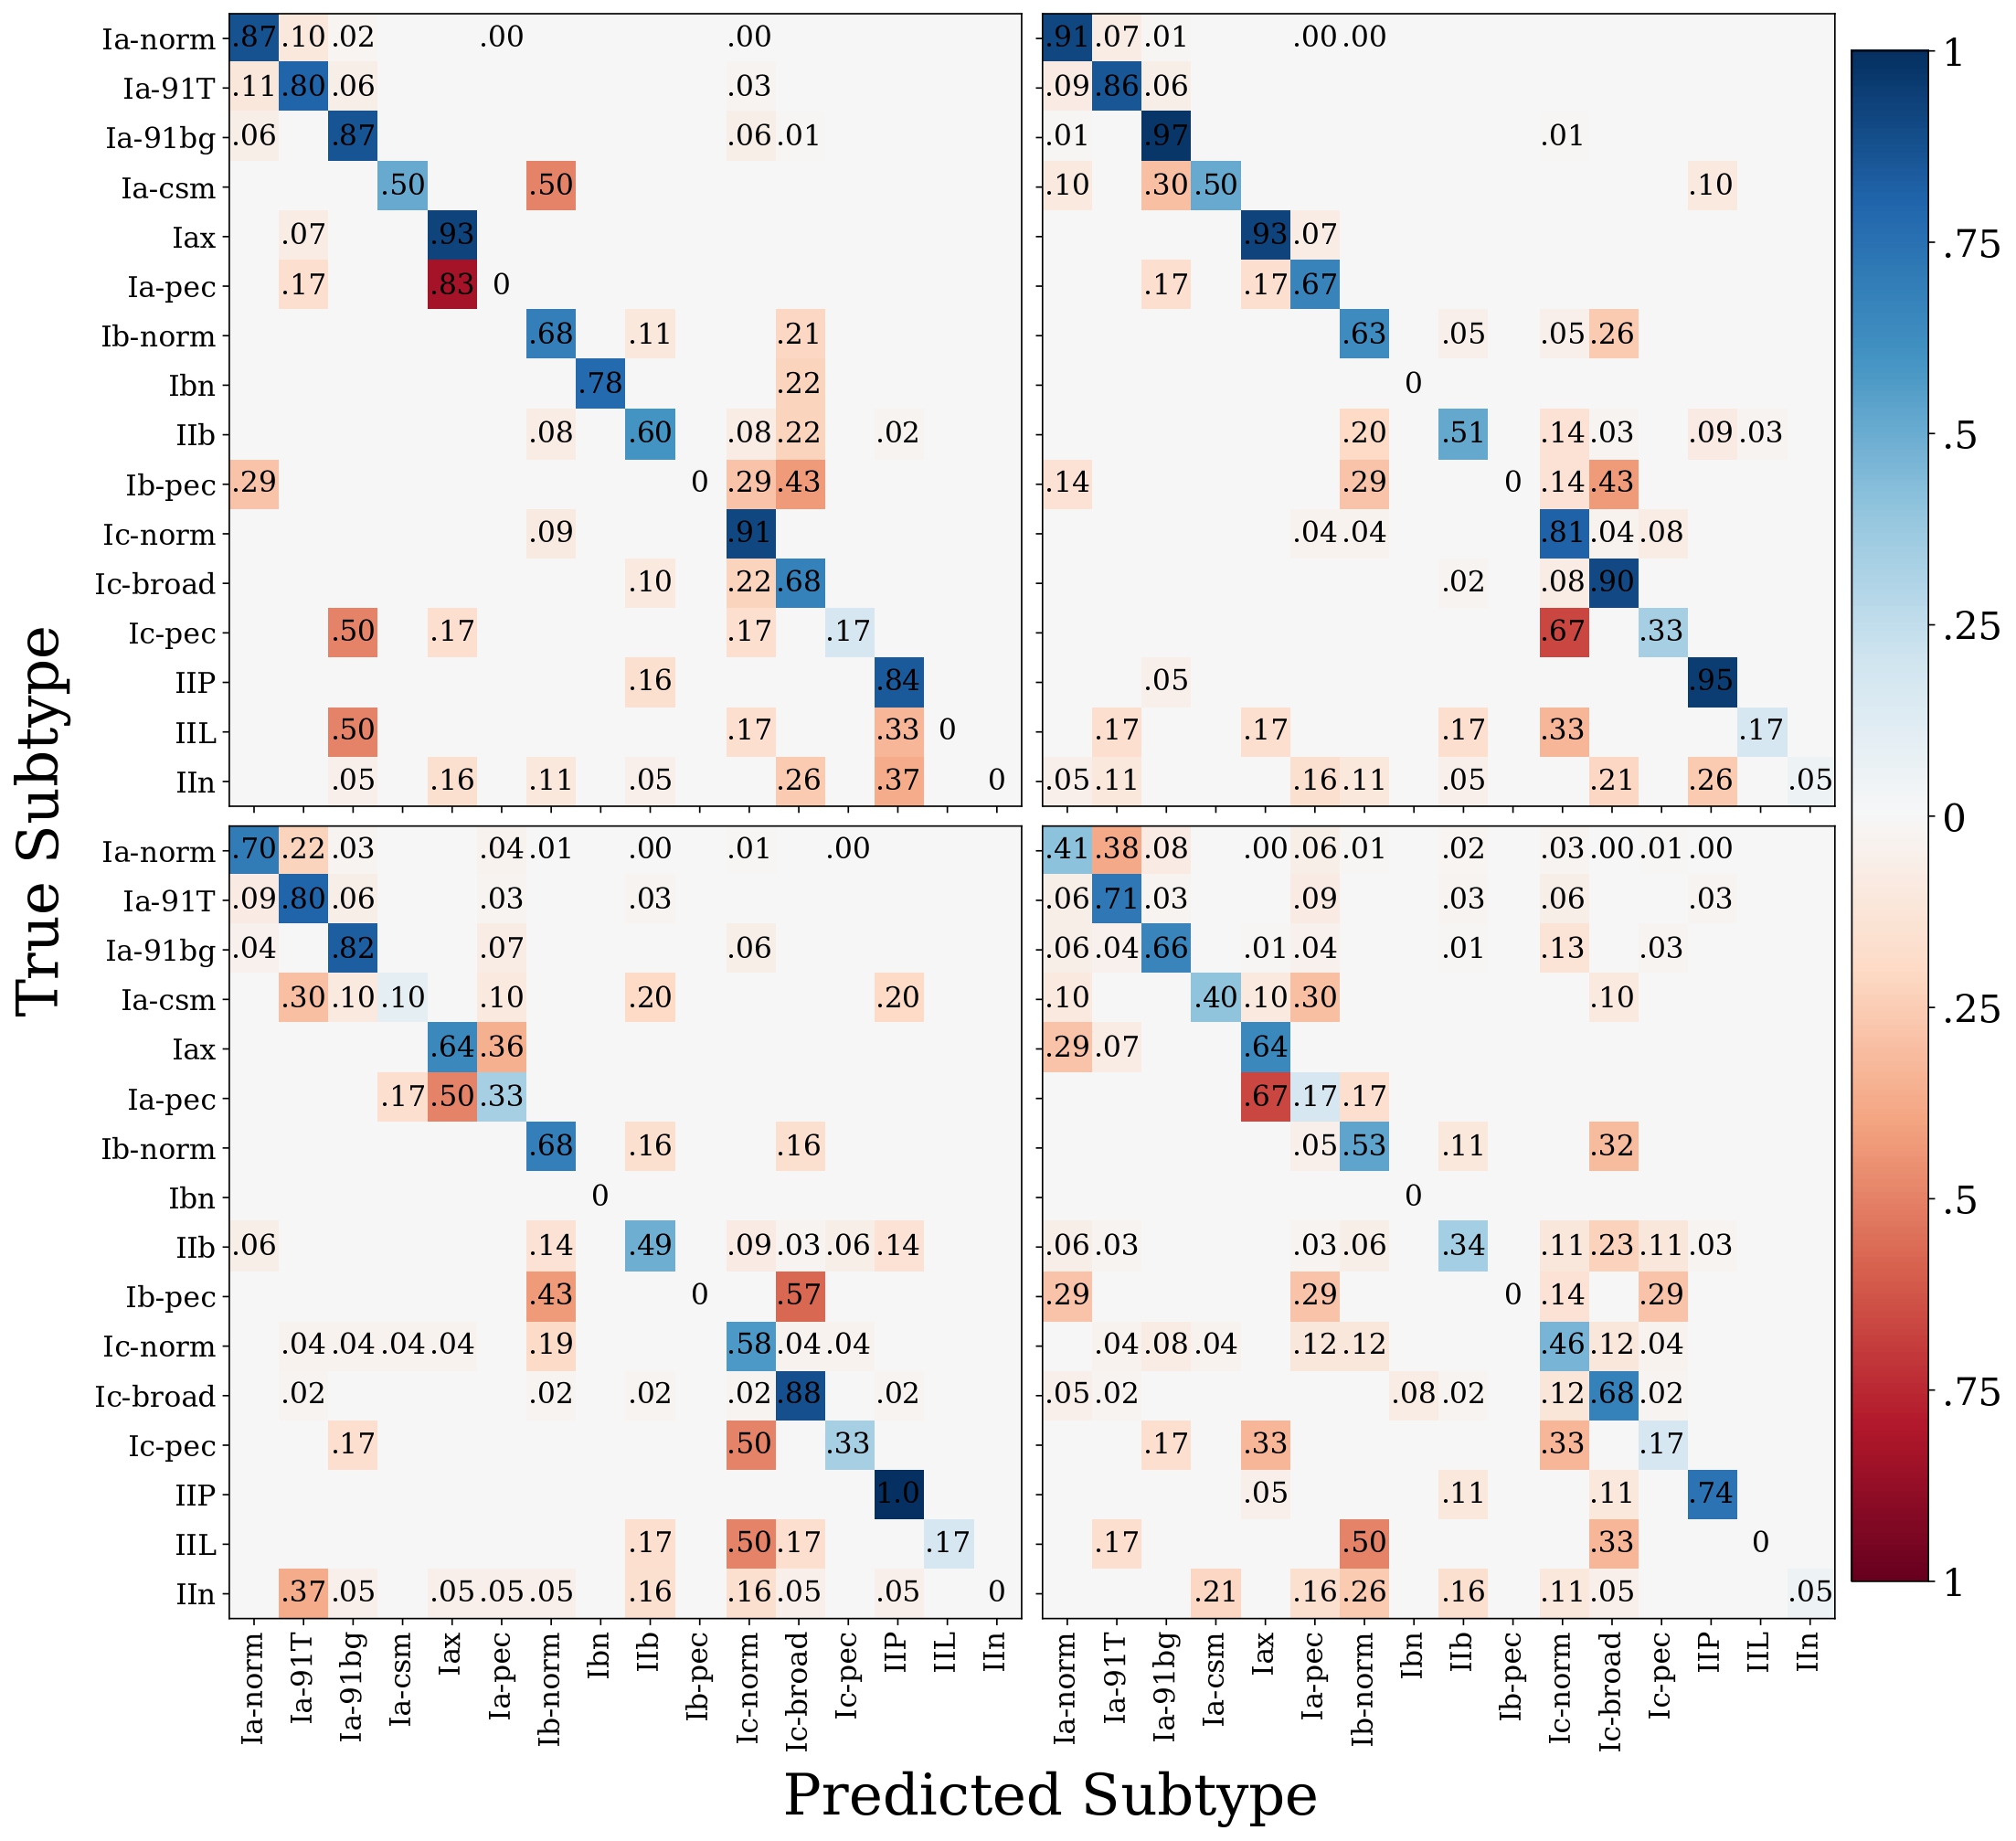 Ia-norm .87 .10 .02 .00 .00
Ia-91T .11 .80 .06 .03
Ia-91bg .06 .87 .06 .01
Ia-csm .50 .50
Iax .07 .93
Ia-pec .17 .83 0
Ib-norm .68 .11 .21
Ibn .78 .22
IIb .08 .60 .08 .22 .02
Ib-pec .29 0 .29 .43
Ic-norm .09 .91
Ic-broad .10 .22 .68
Ic-pec .50 .17 .17 .17
IIP .16 .84
IIL .50 .17 .33 0
IIn .05 .16 .11 .05 .26 .37 0
.91 .07 .01 .00 .00
.09 .86 .06
.01 .97 .01
.10 .30 .50 .10
.93 .07
.17 .17 .67
.63 .05 .05 .26
0
.20 .51 .14 .03 .09 .03
.14 .29 0 .14 .43
.04 .04 .81 .04 .08
.02 .08 .90
.67 .33
.05 .95
.17 .17 .17 .33 .17
.05 .11 .16 .11 .05 .21 .26 .05
Ia-norm .70 .22 .03 .04 .01 .00 .01 .00
Ia-91T .09 .80 .06 .03 .03
Ia-91bg .04 .82 .07 .06
Ia-csm .30 .10 .10 .10 .20 .20
Iax .64 .36
Ia-pec .17 .50 .33
Ib-norm .68 .16 .16
Ibn 0
IIb .06 .14 .49 .09 .03 .06 .14
Ib-pec .43 0 .57
Ic-norm .04 .04 .04 .04 .19 .58 .04 .04
Ic-broad .02 .02 .02 .02 .88 .02
Ic-pec .17 .50 .33
IIP 1.0
IIL .17 .50 .17 .17
IIn .37 .05 .05 .05 .05 .16 .16 .05 .05 0
.41 .38 .08 .00 .06 .01 .02 .03 .00 .01 .00
.06 .71 .03 .09 .03 .06 .03
.06 .04 .66 .01 .04 .01 .13 .03
.10 .40 .10 .30 .10
.29 .07 .64
.67 .17 .17
.05 .53 .11 .32
0
.06 .03 .03 .06 .34 .11 .23 .11 .03
.29 .29 0 .14 .29
.04 .08 .04 .12 .12 .46 .12 .04
.05 .02 .08 .02 .12 .68 .02
.17 .33 .33 .17
.05 .11 .11 .74
.17 .50 .33 0
.21 .16 .26 .16 .11 .05 .05
Ia-norm Ia-91T Ia-91bg Ia-csm Iax Ia-pec Ib-norm Ibn IIb Ib-pec Ic-norm Ic-broad Ic-pec IIP IIL IIn
Ia-norm Ia-91T Ia-91bg Ia-csm Iax Ia-pec Ib-norm Ibn IIb Ib-pec Ic-norm Ic-broad Ic-pec IIP IIL IIn
True Subtype
Predicted Subtype
1
.75
.5
.25
0
.25
.5
.75
1